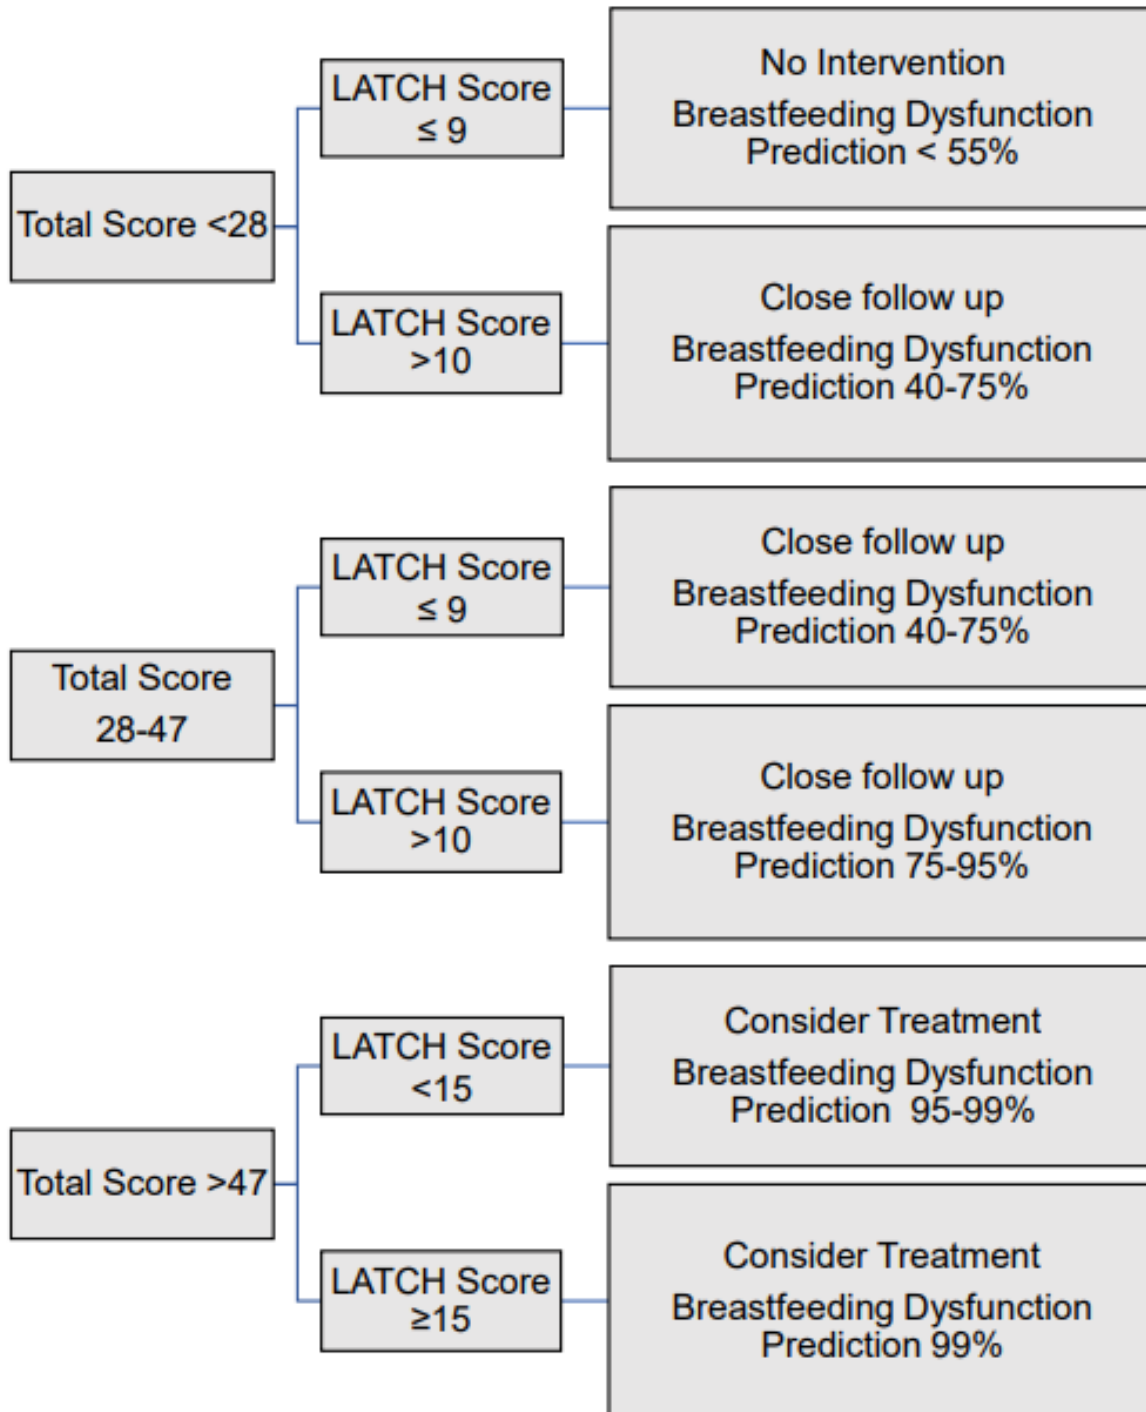 Total Score <28
LATCH Score
≤ 9
No Intervention
Breastfeeding Dysfunction
Prediction < 55%
LATCH Score
>10
Close follow up
Breastfeeding Dysfunction
Prediction 40-75%
Total Score
28-47
LATCH Score
≤ 9
Close follow up
Breastfeeding Dysfunction
Prediction 40-75%
LATCH Score
>10
Close follow up
Breastfeeding Dysfunction
Prediction 75-95%
Total Score >47
LATCH Score
<15
Consider Treatment
Breastfeeding Dysfunction
Prediction 95-99%
LATCH Score
≥15
Consider Treatment
Breastfeeding Dysfunction
Prediction 99%